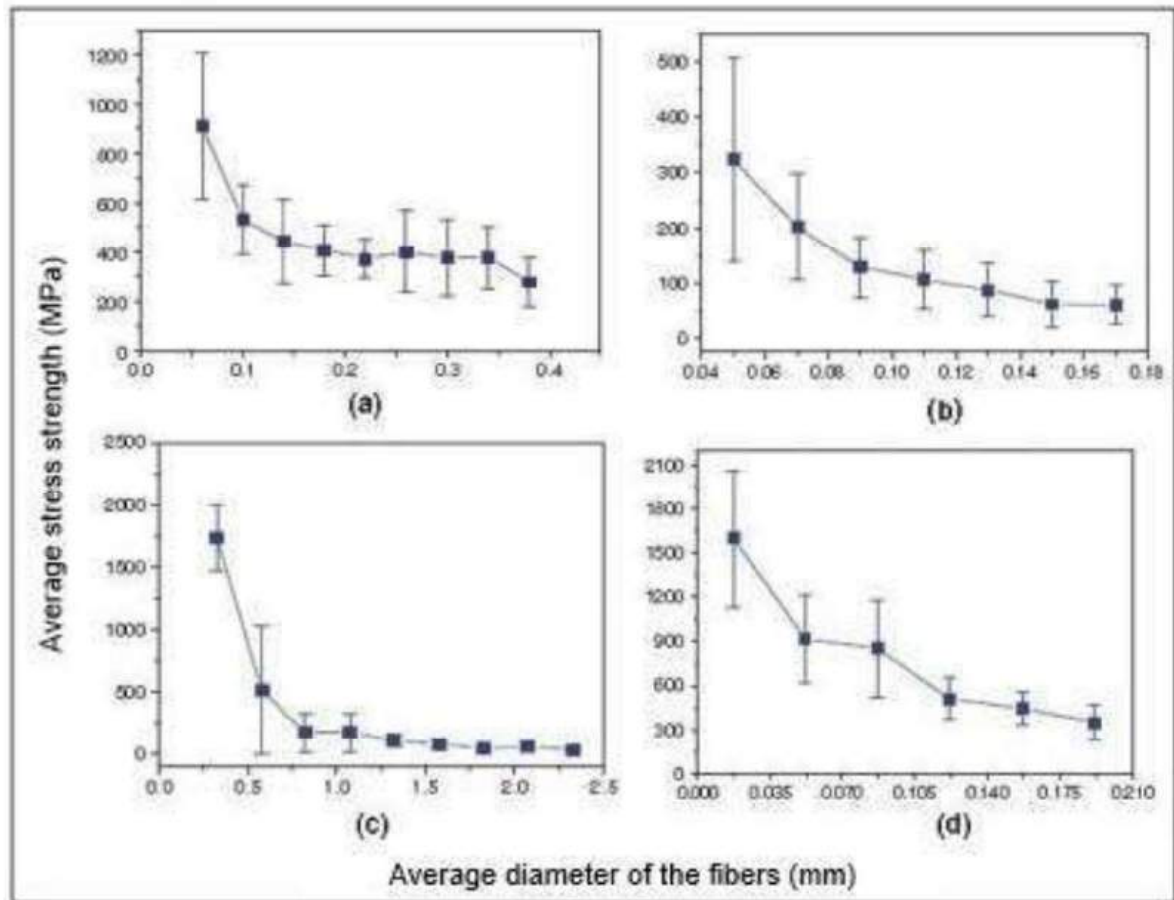 Average stress strength (MPa)
1200
1000
800
600
400
200
0
0.0 0.1 0.2 0.3 0.4
(a)
500
400
300
200
100
0
0.04 0.06 0.08 0.10 0.12 0.14 0.16 0.18
(b)
2500
2000
1500
1000
500
0
0.0 0.5 1.0 1.5 2.0 2.5
(c)
2100
1800
1500
1200
900
600
300
0
0.000 0.035 0.070 0.105 0.140 0.175 0.210
(d)
Average diameter of the fibers (mm)